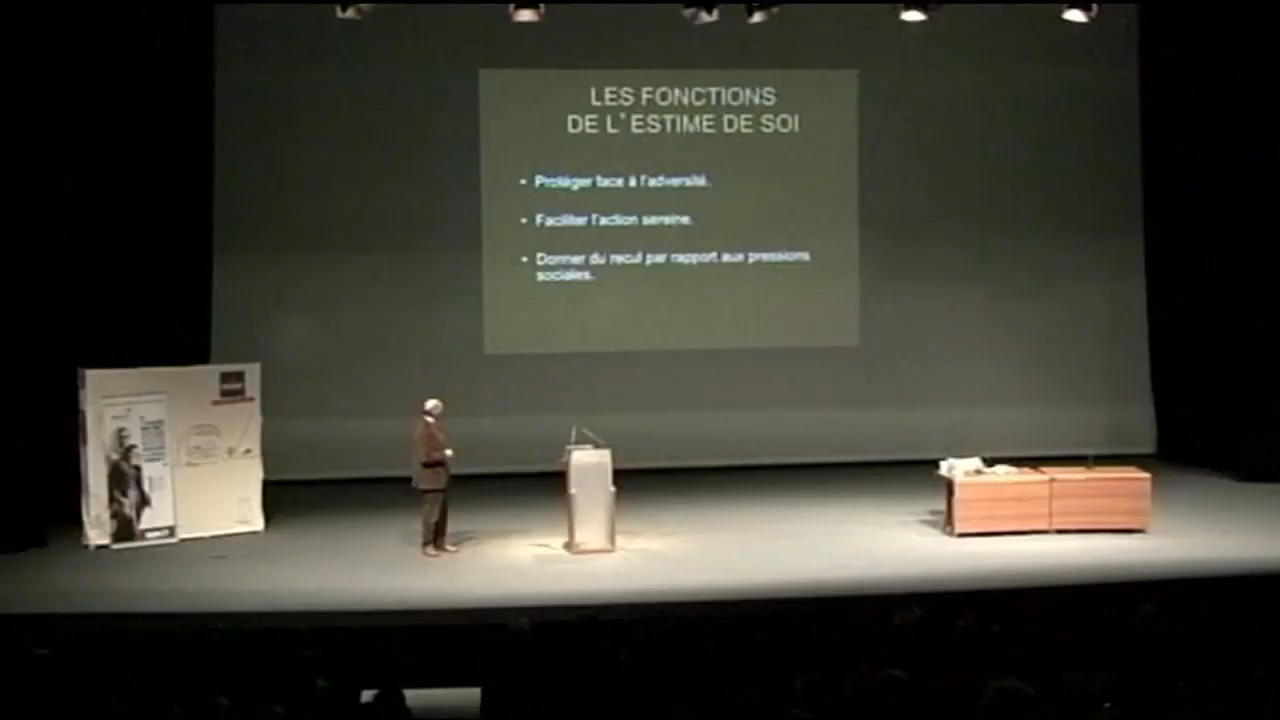 LES FONCTIONS
DE L'ESTIME DE SOI
• Protéger face à l'adversité.
• Faciliter l'action sereine.
• Donner du recul par rapport aux pressions
sociales.